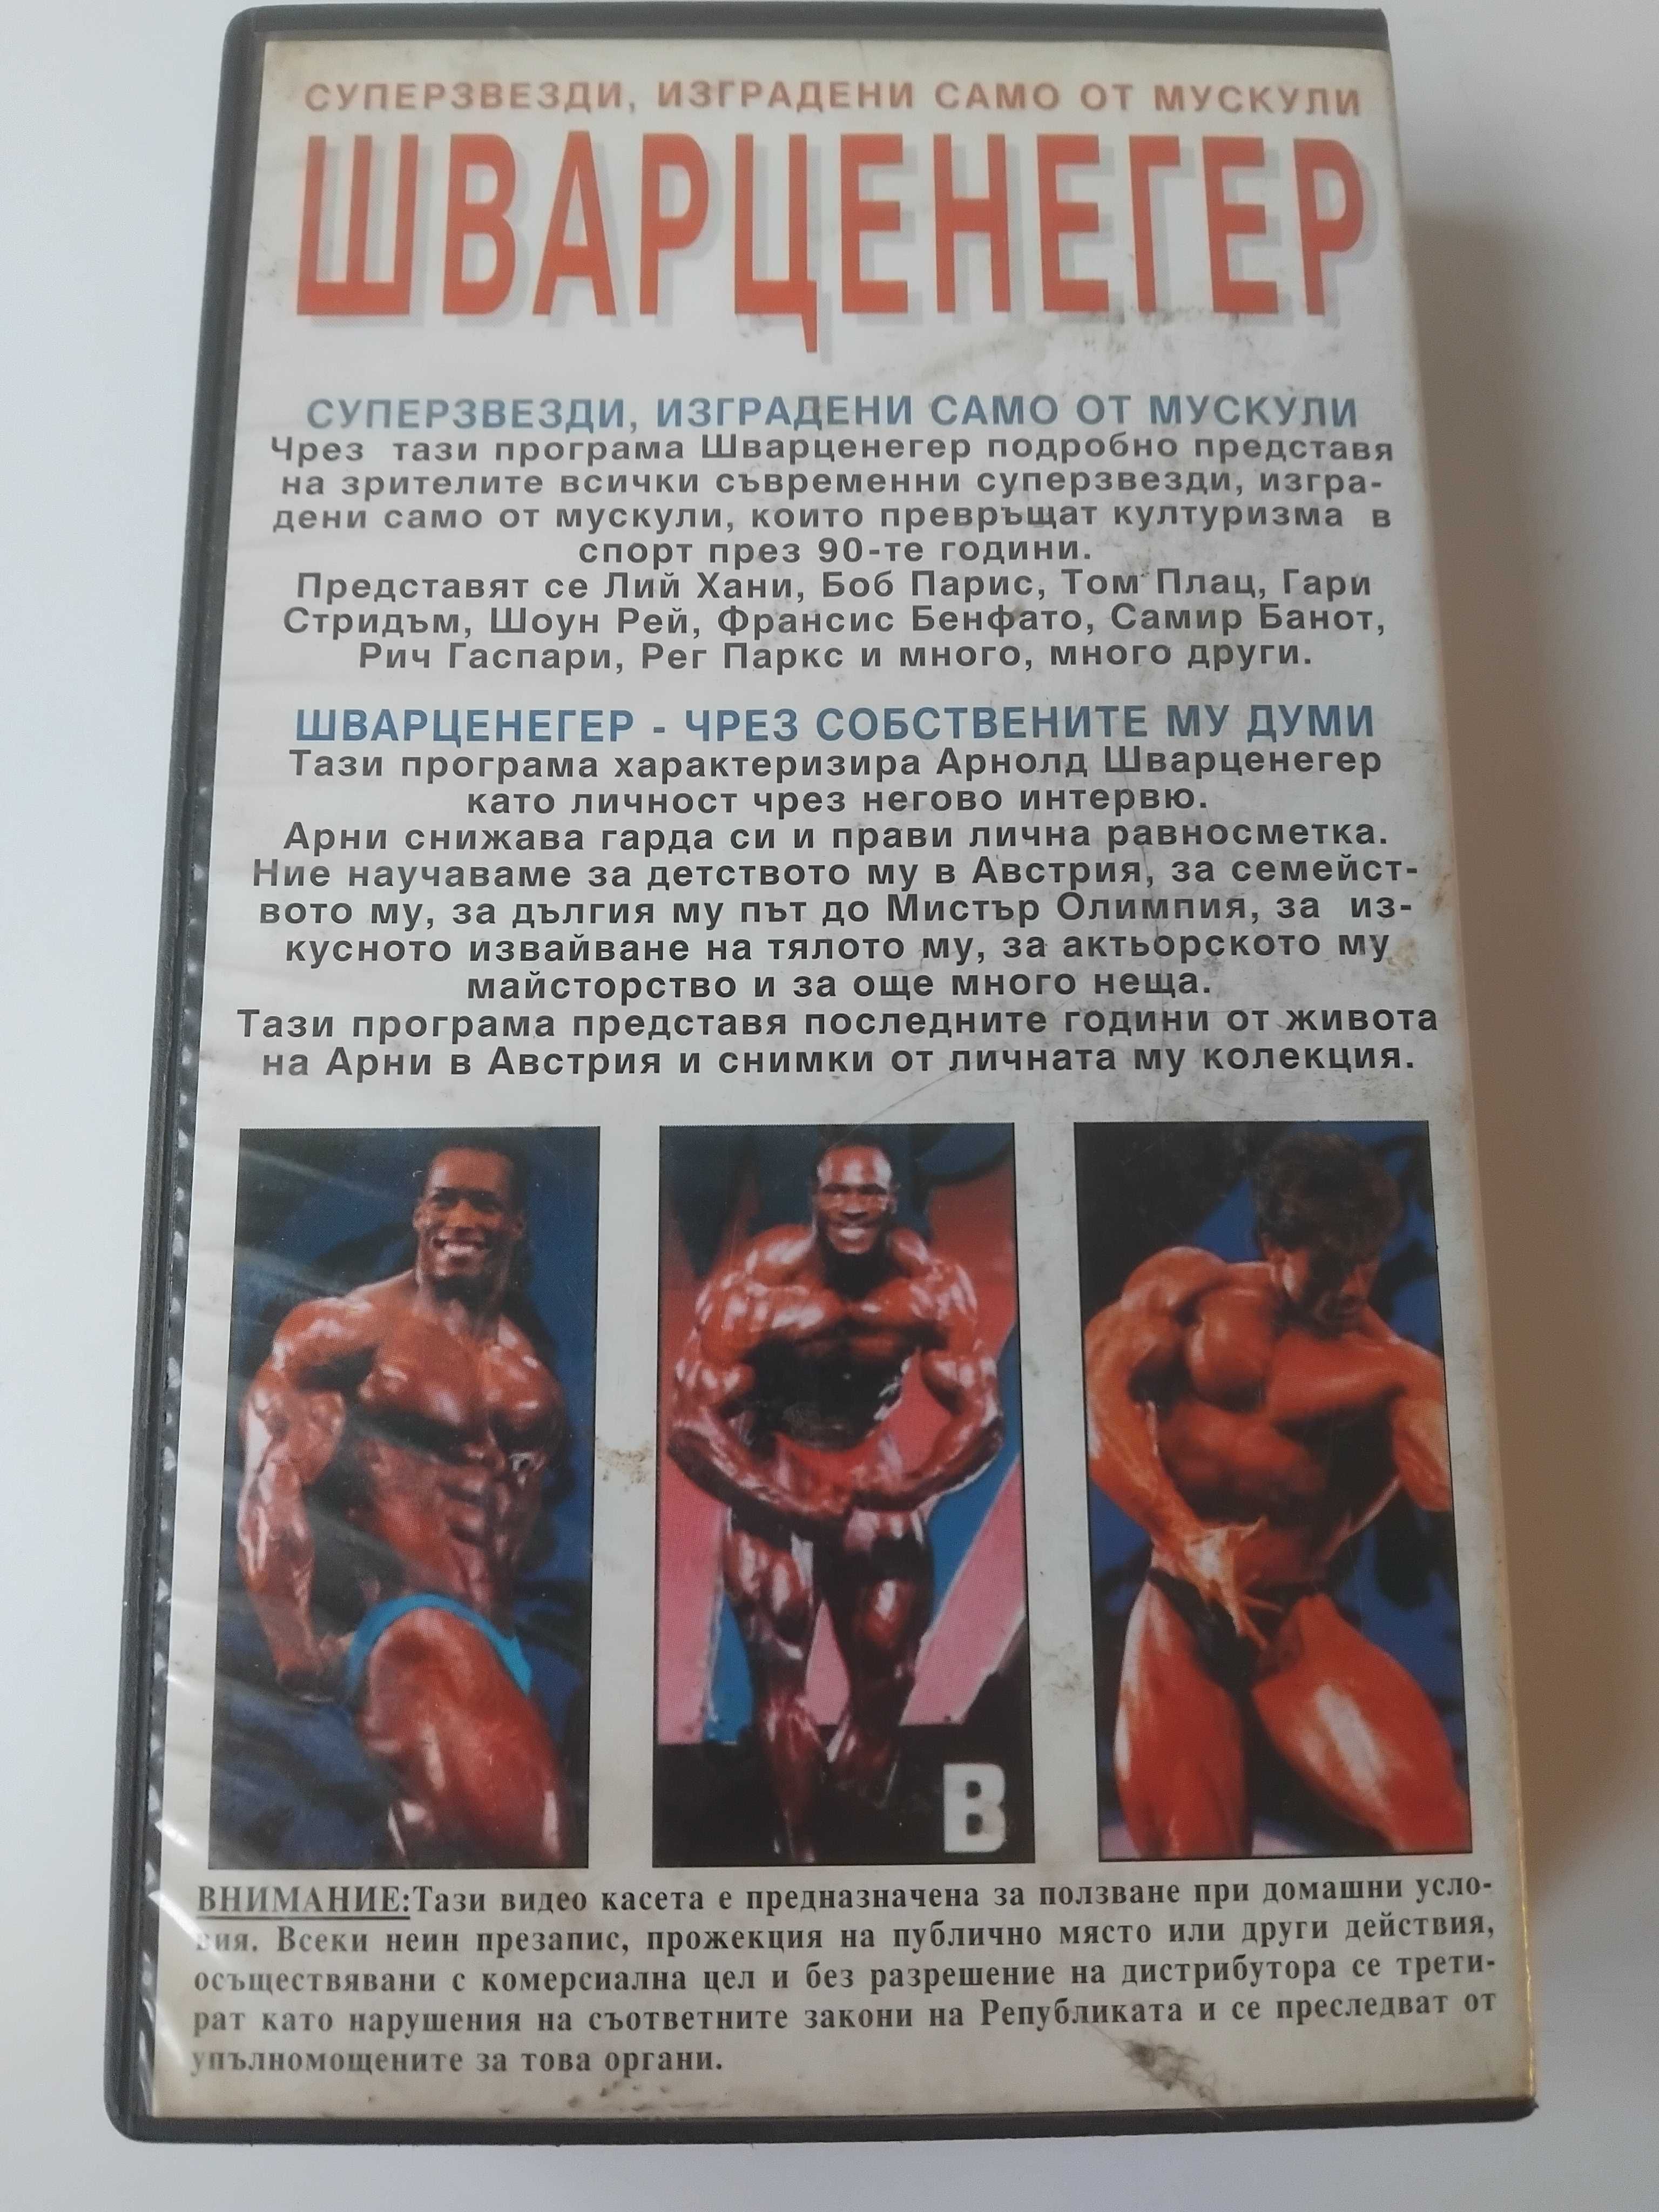 СУПЕРЗВЕЗДИ, ИЗГРАДЕНИ САМО ОТ МУСКУЛИ
ШВАРЦЕНЕГЕР
СУПЕРЗВЕЗДИ, ИЗГРАДЕНИ САМО ОТ МУСКУЛИ
Чрез тази програма Шварценегер подробно представя
на зрителите всички съвременни суперзвезди, изгра-
дени само от мускули, които превръщат културизма в
спорт през 90-те години.
Представят се Лий Хани, Боб Парис, Том Плац, Гари
Стридъм, Шоун Рей, Франсис Бенфато, Самир Банот,
Рич Гаспари, Рег Паркс и много, много други.
ШВАРЦЕНЕГЕР - ЧРЕЗ СОБСТВЕНИТЕ МУ ДУМИ
Тази програма характеризира Арнолд Шварценегер
като личност чрез негово интервю.
Арни снижава гарда си и прави лична равносметка.
Ние научаваме за детството му в Австрия, за семейст-
вото му, за дългия му път до Мистър Олимпия, за из-
кусното извайване на тялото му, за актьорското му
майсторство и за още много неща.
Тази програма представя последните години от живота
на Арни в Австрия и снимки от личната му колекция.
B
ВНИМАНИЕ:Тази видео касета е предназначена за ползване при домашни усло-
вия. Всеки неин презапис, прожекция на публично място или други действия,
осъществявани с комерсиална цел и без разрешение на дистрибутора се трети-
рат като нарушения на съответните закони на Републиката и се преследват от
упълномощените за това органи.